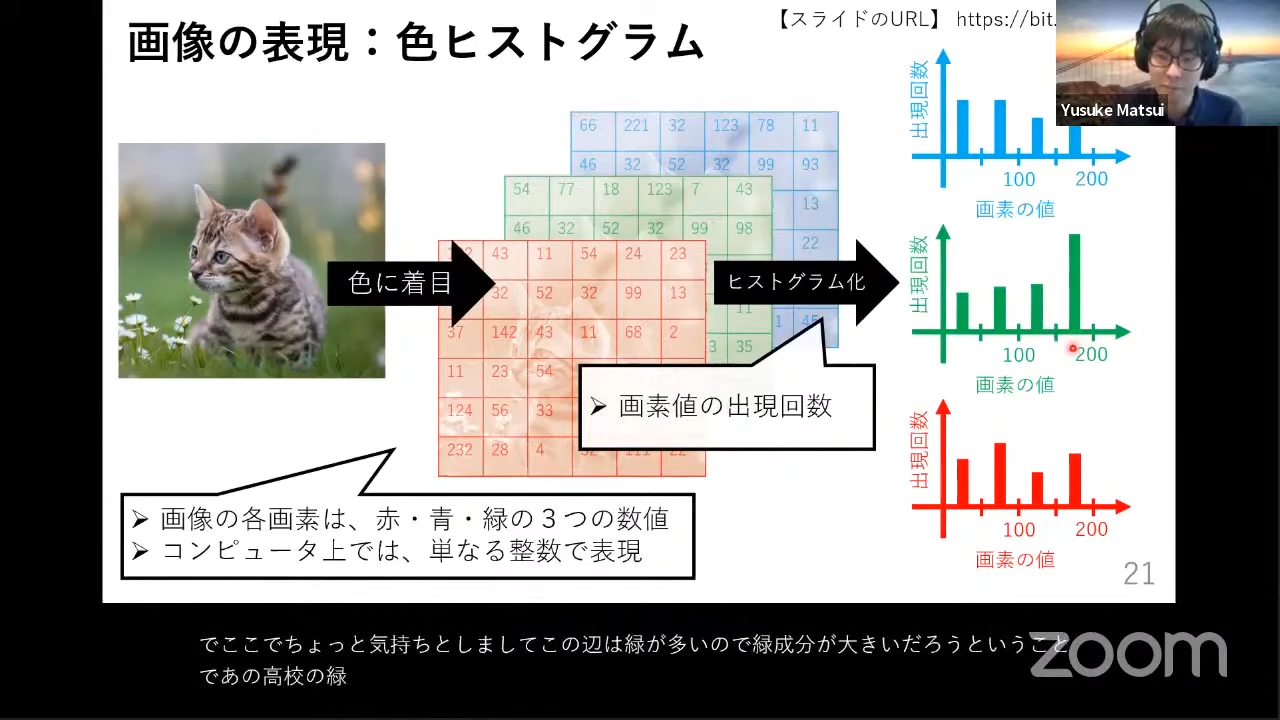 【スライドのURL】 https://bit.
画像の表現：色ヒストグラム
Yusuke Matsui
66 221 32 123 78 11
46 32 52 32 99 93
13
22
1 45
54 77 18 123 7 43
46 32 52 32 99 98
11
3 35
43 11 54 24 23
32 52 32 99 13
37 142 43 11 68 2
11 23 54
124 56 33
232 28 4
色に着目
ヒストグラム化
➢ 画素値の出現回数
➢ 画像の各画素は、赤・青・緑の３つの数値
➢ コンピュータ上では、単なる整数で表現
出現回数
100 200
画素の値
出現回数
100 200
画素の値
出現回数
100 200
画素の値
21
でここでちょっと気持ちとしましてこの辺は緑が多いので緑成分が大きいだろうということ
であの高校の緑
zoom